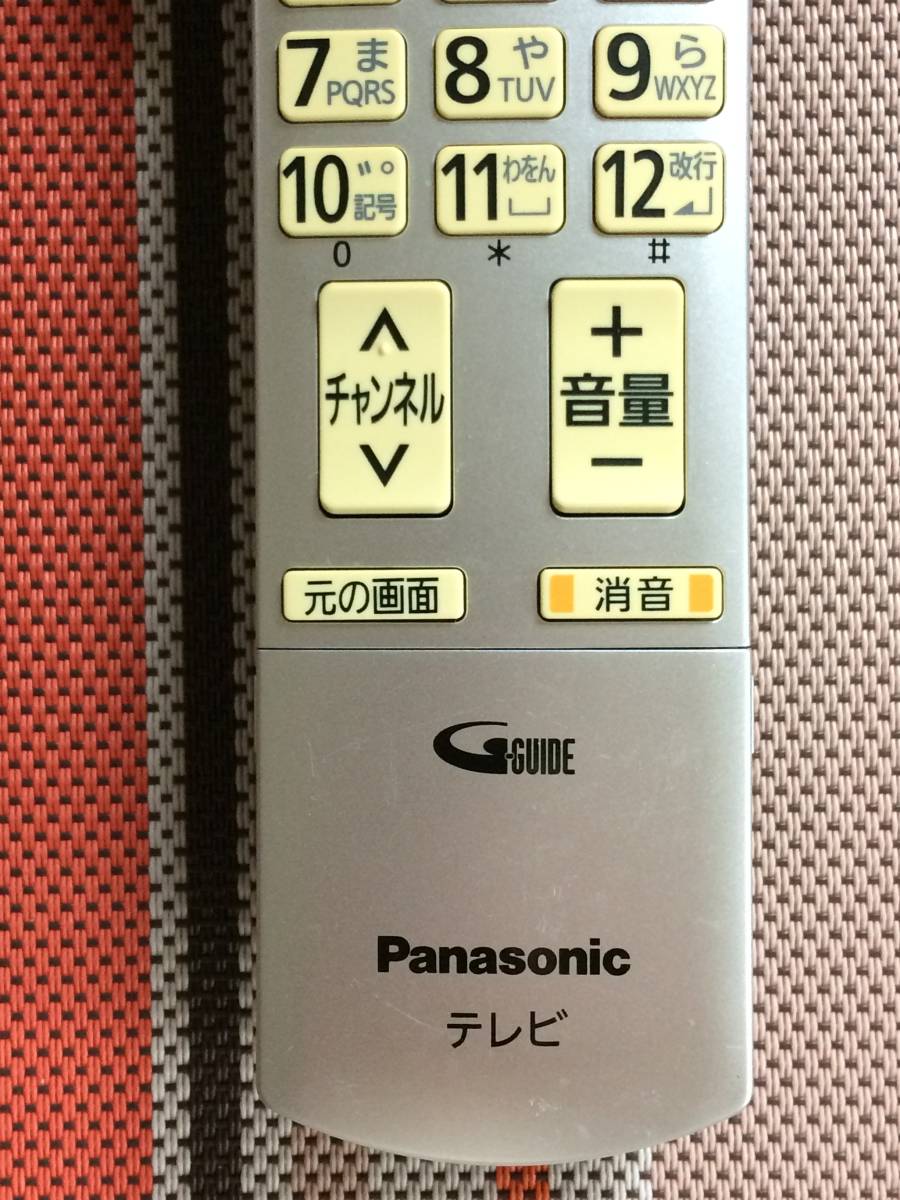 7 ま PQRS
8 や TUV
9 ら WXYZ
10 ゛゜ 記号
11 わをん
12 改行
0 * #
チャンネル
+ 音量 −
元の画面
消音
G-GUIDE
Panasonic
テレビ